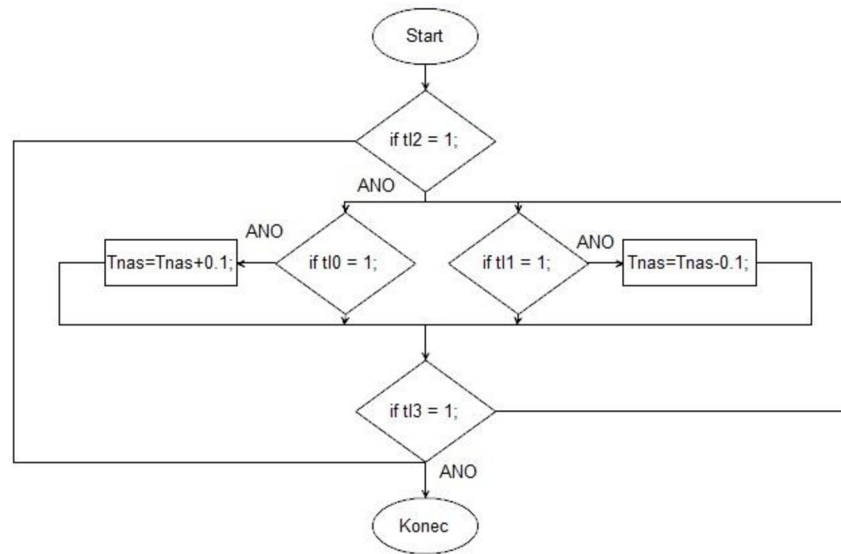 Start
if tl2 = 1;
ANO
ANO
Tnas=Tnas+0.1;
if tl0 = 1;
if tl1 = 1;
ANO
Tnas=Tnas-0.1;
if tl3 = 1;
ANO
Konec